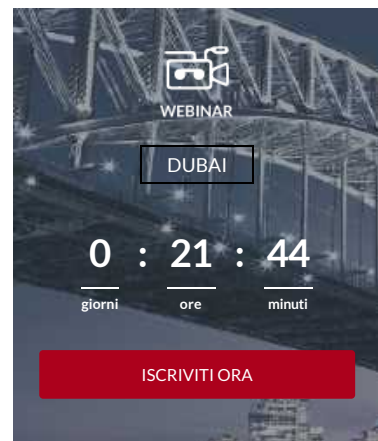 WEBINAR
DUBAI
0 : 21 : 44
giorni ore minuti
ISCRIVITI ORA